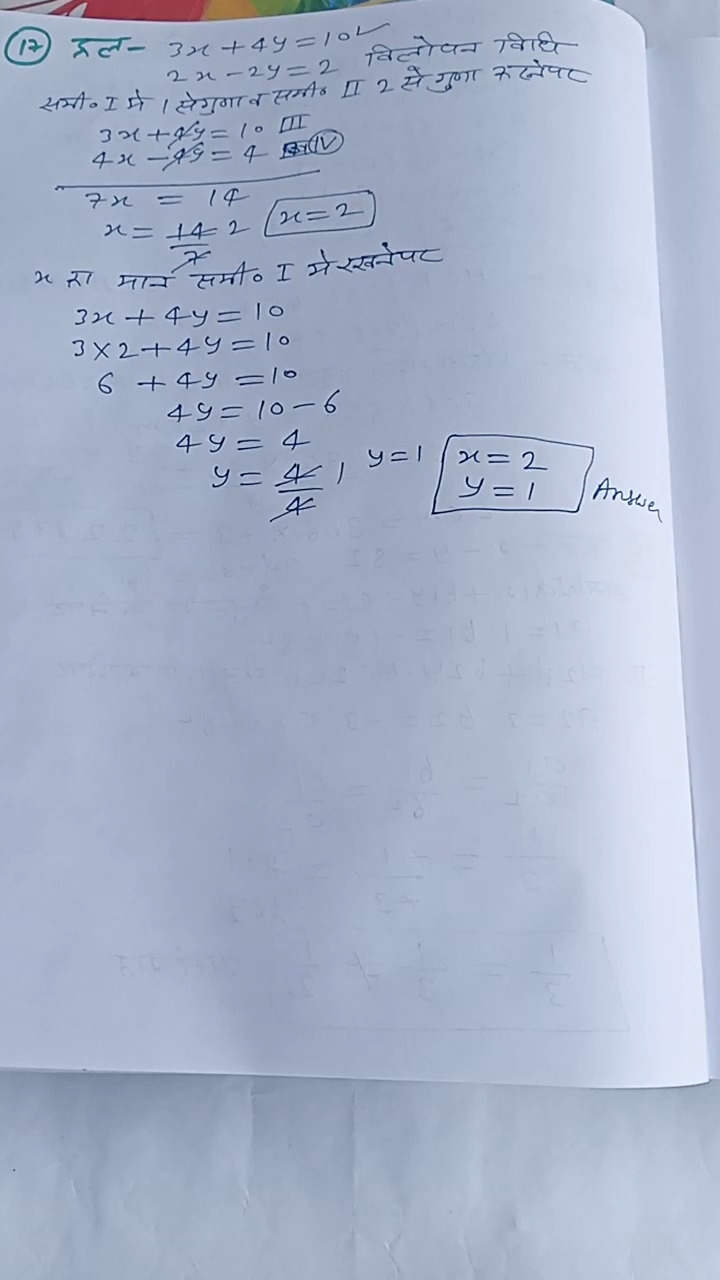 (17) हल- 3x+4y=10
2x-2y=2 विलोपन विधि
समी० I मे 1 से गुणा व समी० II 2 से गुणा करनेपर
3x+4y=10 III
4x-4y=4 IV
7x = 14
x = 14/7 2 x=2
x का मान समी० I मे रखनेपर
3x+4y=10
3×2+4y=10
6+4y=10
4y=10-6
4y=4
y=4/4 1 y=1
x=2
y=1 Answer